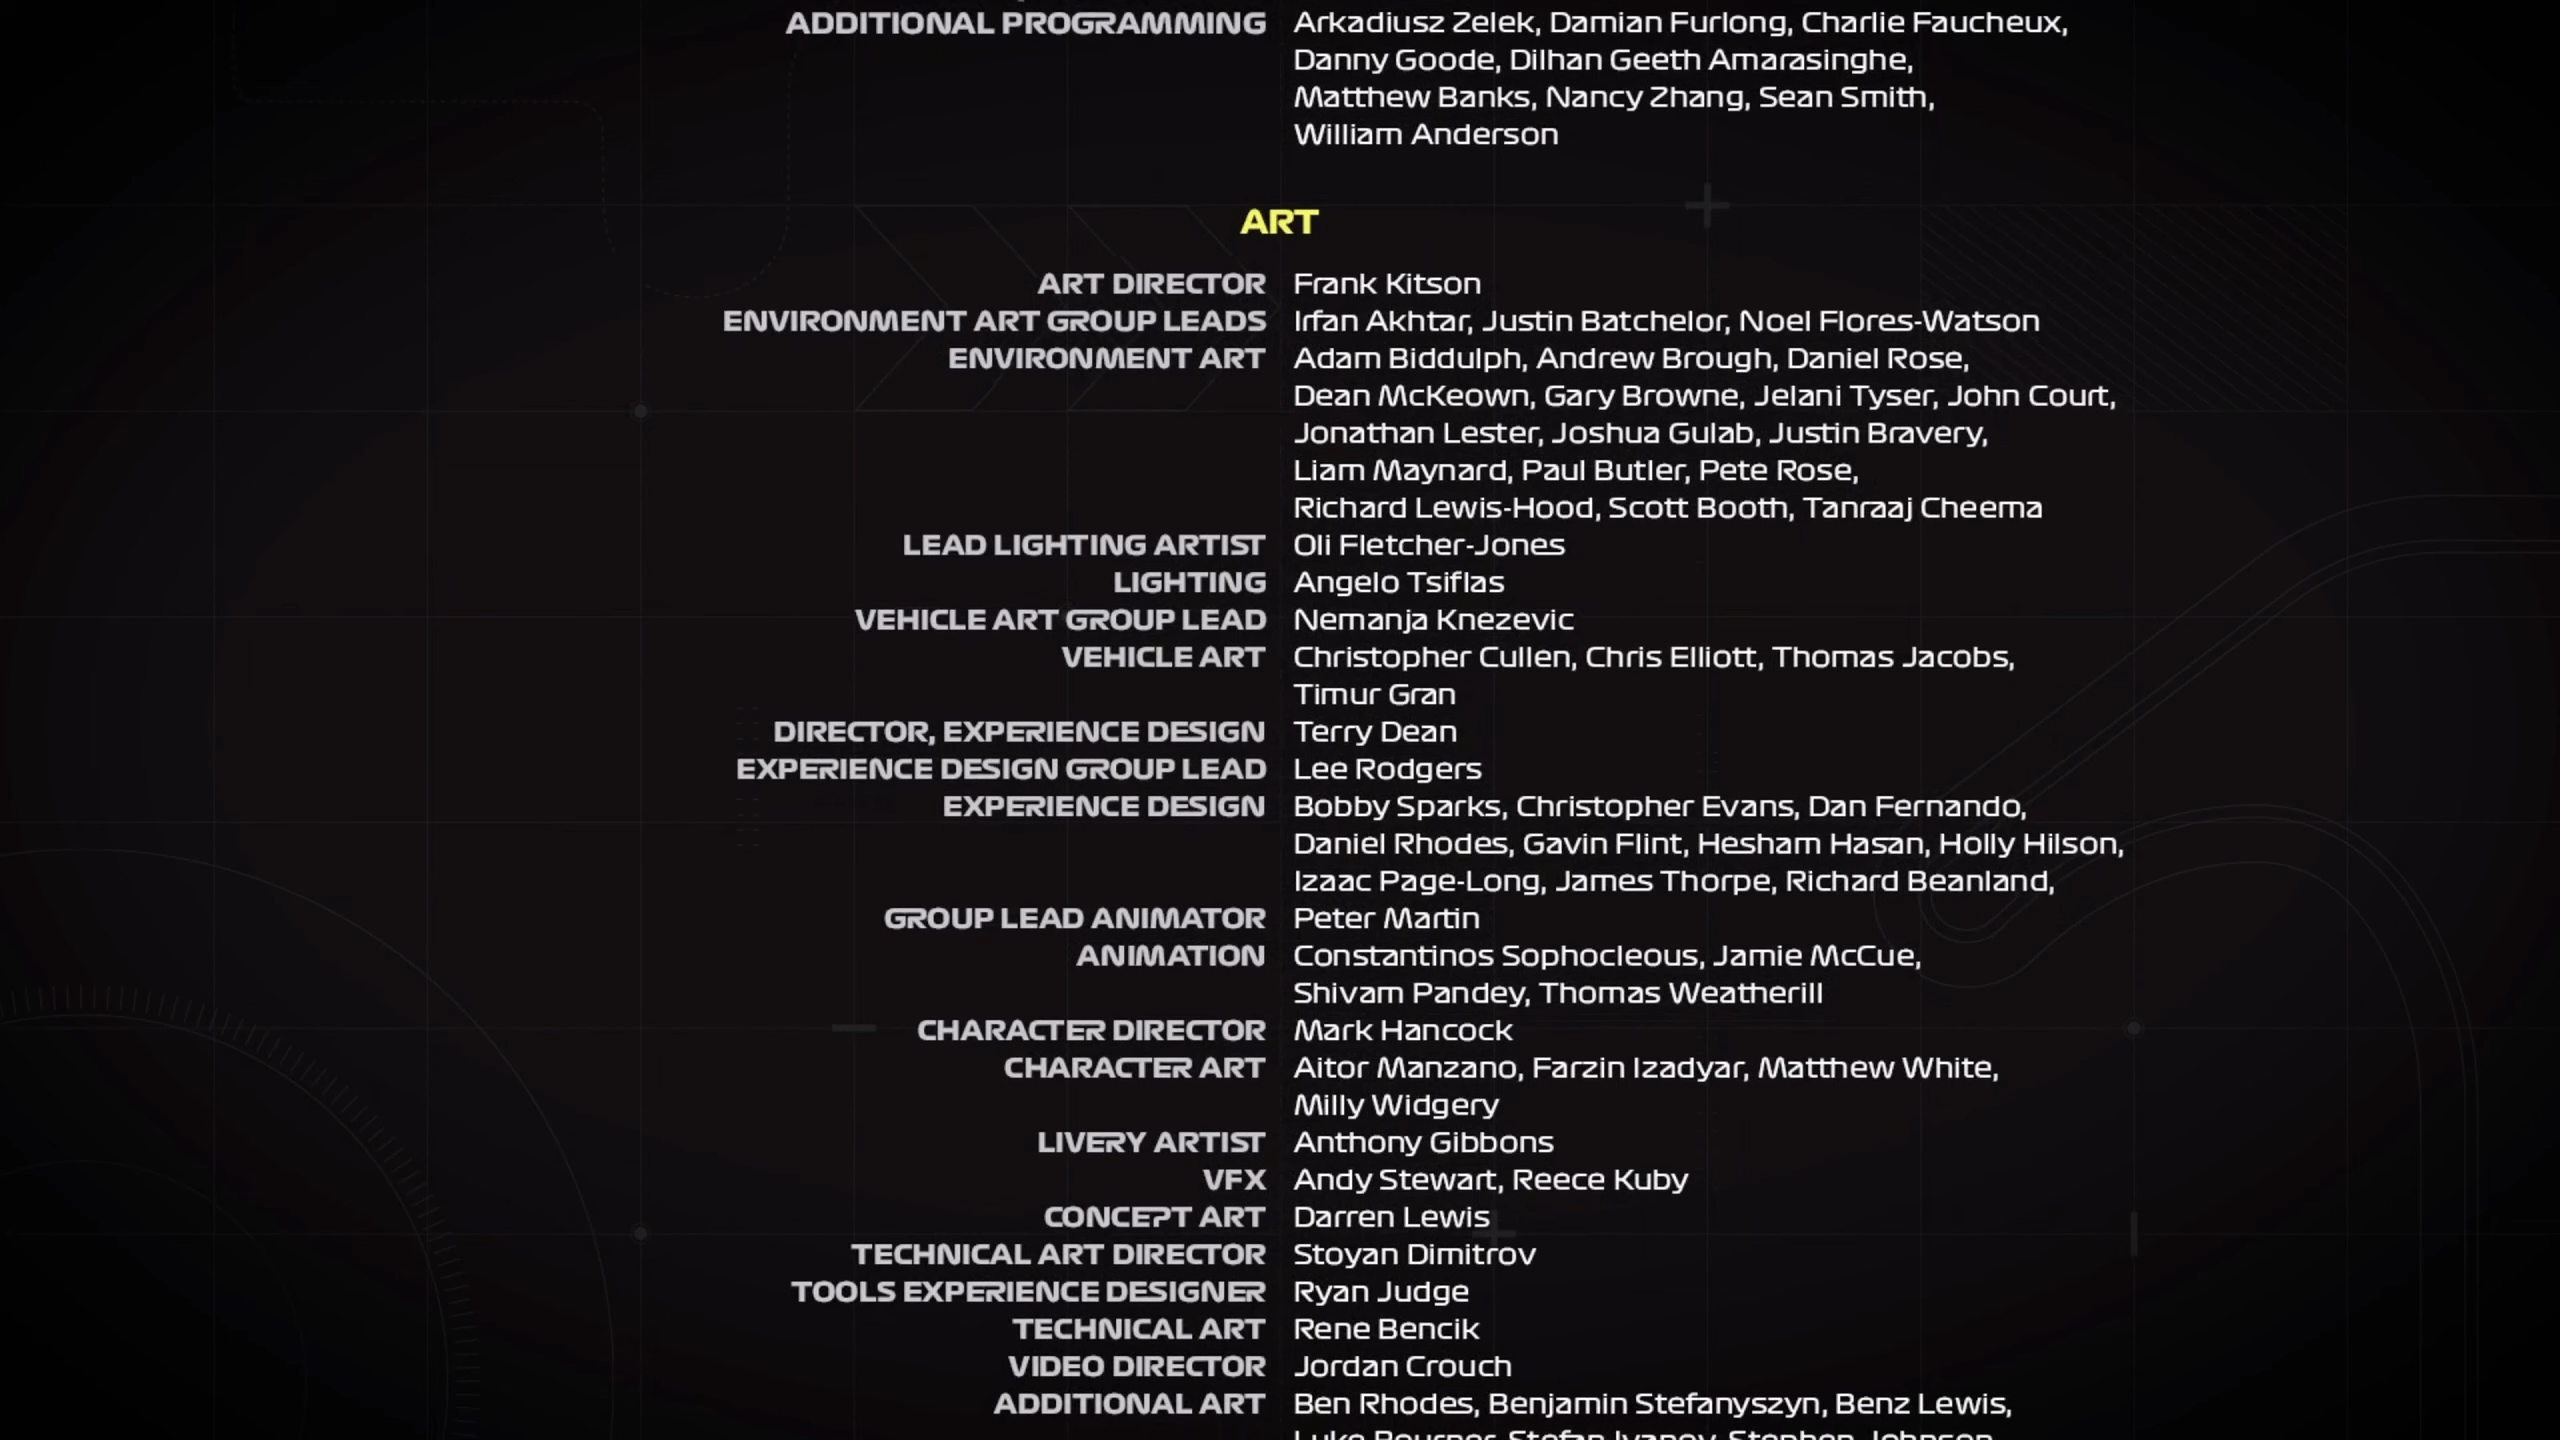 ADDITIONAL PROGRAMMING Arkadiusz Zelek, Damian Furlong, Charlie Faucheux,
Danny Goode, Dilhan Geeth Amarasinghe,
Matthew Banks, Nancy Zhang, Sean Smith,
William Anderson
ART
ART DIRECTOR Frank Kitson
ENVIRONMENT ART GROUP LEADS Irfan Akhtar, Justin Batchelor, Noel Flores-Watson
ENVIRONMENT ART Adam Biddulph, Andrew Brough, Daniel Rose,
Dean McKeown, Gary Browne, Jelani Tyser, John Court,
Jonathan Lester, Joshua Gulab, Justin Bravery,
Liam Maynard, Paul Butler, Pete Rose,
Richard Lewis-Hood, Scott Booth, Tanraaj Cheema
LEAD LIGHTING ARTIST Oli Fletcher-Jones
LIGHTING Angelo Tsiflas
VEHICLE ART GROUP LEAD Nemanja Knezevic
VEHICLE ART Christopher Cullen, Chris Elliott, Thomas Jacobs,
Timur Gran
DIRECTOR, EXPERIENCE DESIGN Terry Dean
EXPERIENCE DESIGN GROUP LEAD Lee Rodgers
EXPERIENCE DESIGN Bobby Sparks, Christopher Evans, Dan Fernando,
Daniel Rhodes, Gavin Flint, Hesham Hasan, Holly Hilson,
Izaac Page-Long, James Thorpe, Richard Beanland,
GROUP LEAD ANIMATOR Peter Martin
ANIMATION Constantinos Sophocleous, Jamie McCue,
Shivam Pandey, Thomas Weatherill
CHARACTER DIRECTOR Mark Hancock
CHARACTER ART Aitor Manzano, Farzin Izadyar, Matthew White,
Milly Widgery
LIVERY ARTIST Anthony Gibbons
VFX Andy Stewart, Reece Kuby
CONCEPT ART Darren Lewis
TECHNICAL ART DIRECTOR Stoyan Dimitrov
TOOLS EXPERIENCE DESIGNER Ryan Judge
TECHNICAL ART Rene Bencik
VIDEO DIRECTOR Jordan Crouch
ADDITIONAL ART Ben Rhodes, Benjamin Stefanyszyn, Benz Lewis,